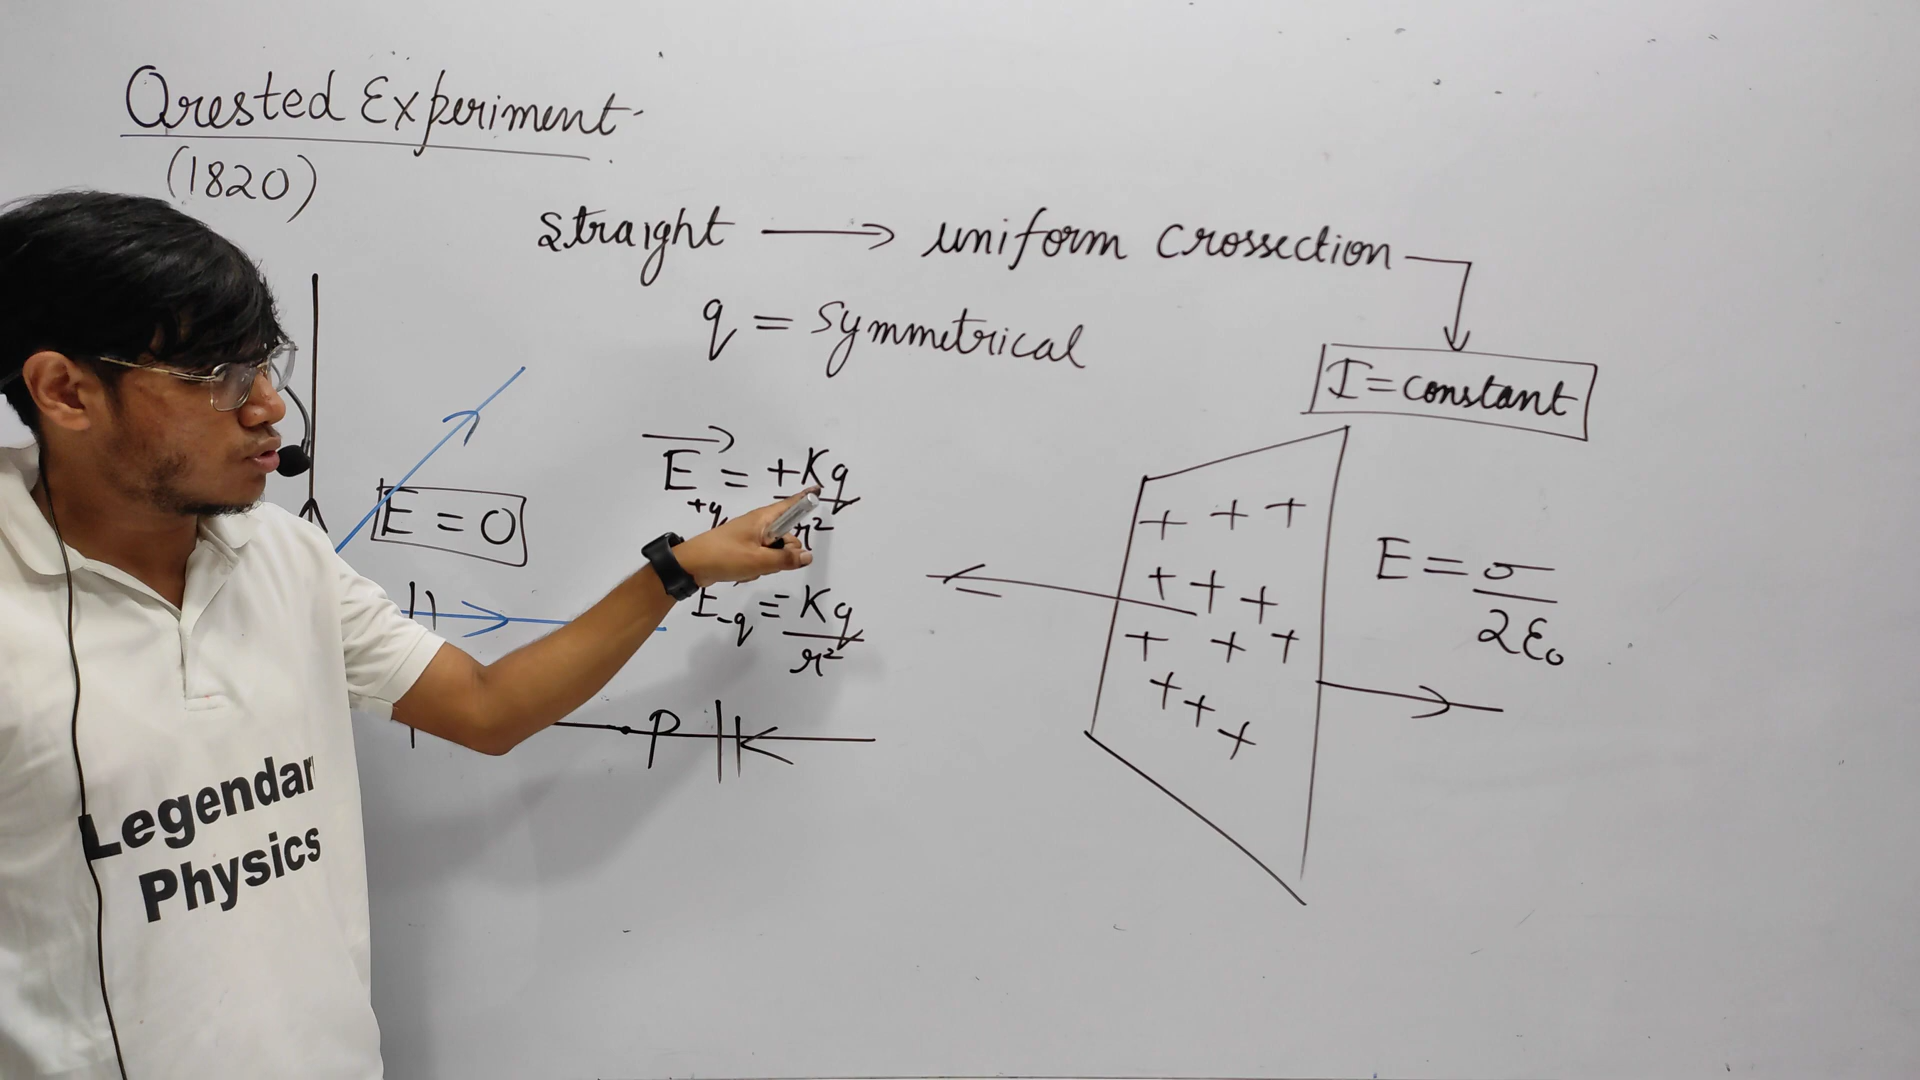 Orested Experiment
(1820)
straight → uniform crossection
q = symmetrical
I = constant
E = 0
E+q = +Kq/r²
E-q = Kq/r²
P
+ + +
+ + +
+ + +
+ + +
E = σ/2ε₀
Legendar
Physics